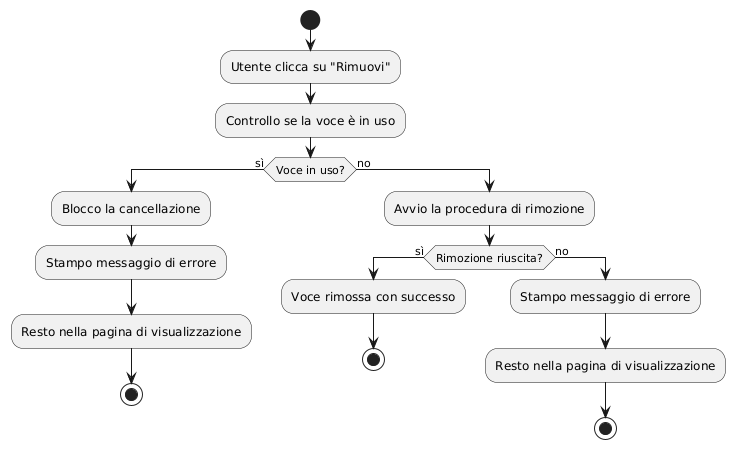 Utente clicca su "Rimuovi"
Controllo se la voce è in uso
Voce in uso?
sì
no
Blocco la cancellazione
Stampo messaggio di errore
Resto nella pagina di visualizzazione
Avvio la procedura di rimozione
Rimozione riuscita?
sì
no
Voce rimossa con successo
Stampo messaggio di errore
Resto nella pagina di visualizzazione